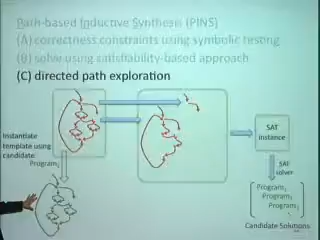 Path-based Inductive Synthesis (PINS)
(A) correctness constraints using symbolic testing
(B) solve using satisfiability-based approach
(C) directed path exploration
Instantiate
template using
candidate
Program₁
SAT
instance
SAT
solver
Program₁
Program₂
Program₃
Candidate Solutions